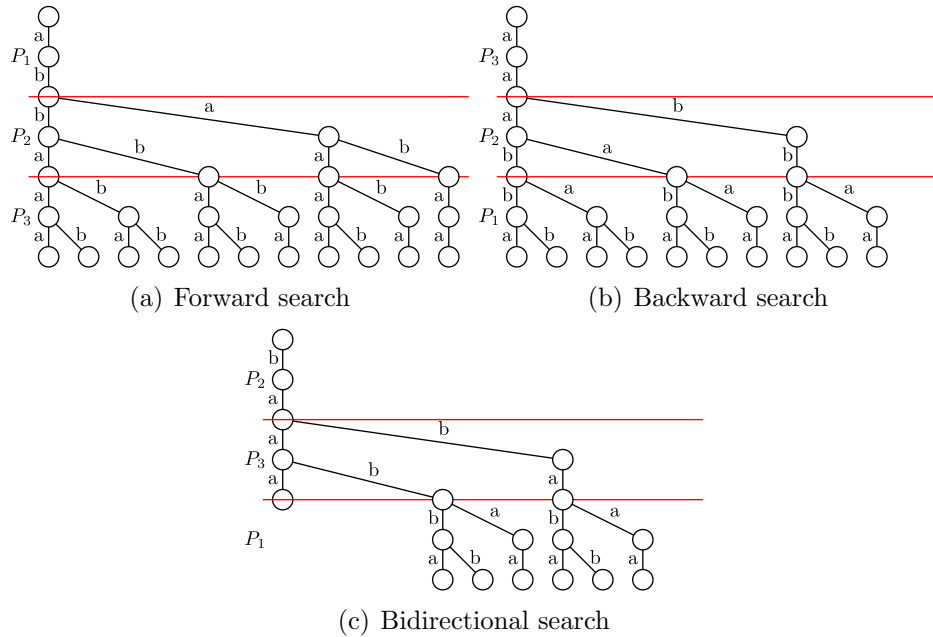 a
P₁
b
a
b
P₂
b b
a a
b b b
a a a a
P₃
a b a b a b a a b a a
(a) Forward search
a
P₃
a
b
a
P₂
a
b b
a a a
b b b
P₁
a b a b a b a a b a
(b) Backward search
b
P₂
a
b
a
P₃
b
a a
a a
b b
P₁
a b a a b a
(c) Bidirectional search